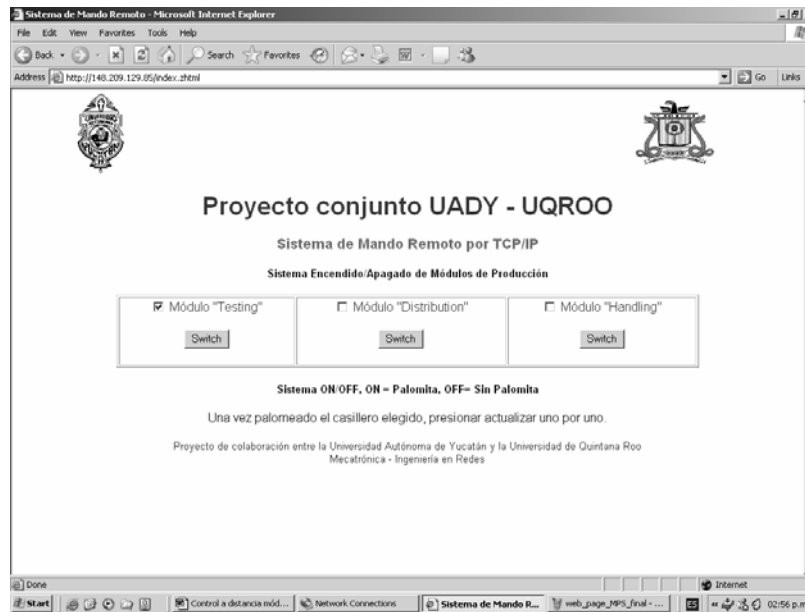 Sistema de Mando Remoto - Microsoft Internet Explorer
File Edit View Favorites Tools Help
Back Search Favorites
Address http://148.209.129.85/index.zhtml Go Links
Proyecto conjunto UADY - UQROO
Sistema de Mando Remoto por TCP/IP
Sistema Encendido/Apagado de Módulos de Producción
Módulo "Testing" Módulo "Distribution" Módulo "Handling"
Switch Switch Switch
Sistema ON/OFF, ON = Palomita, OFF= Sin Palomita
Una vez palomeado el casillero elegido, presionar actualizar uno por uno.
Proyecto de colaboración entre la Universidad Autónoma de Yucatán y la Universidad de Quintana Roo
Mecatrónica - Ingeniería en Redes
Done Internet
Start Control a distancia mód... Network Connections Sistema de Mando R... web_page_MPS_final - ... ES 02:56 p.m